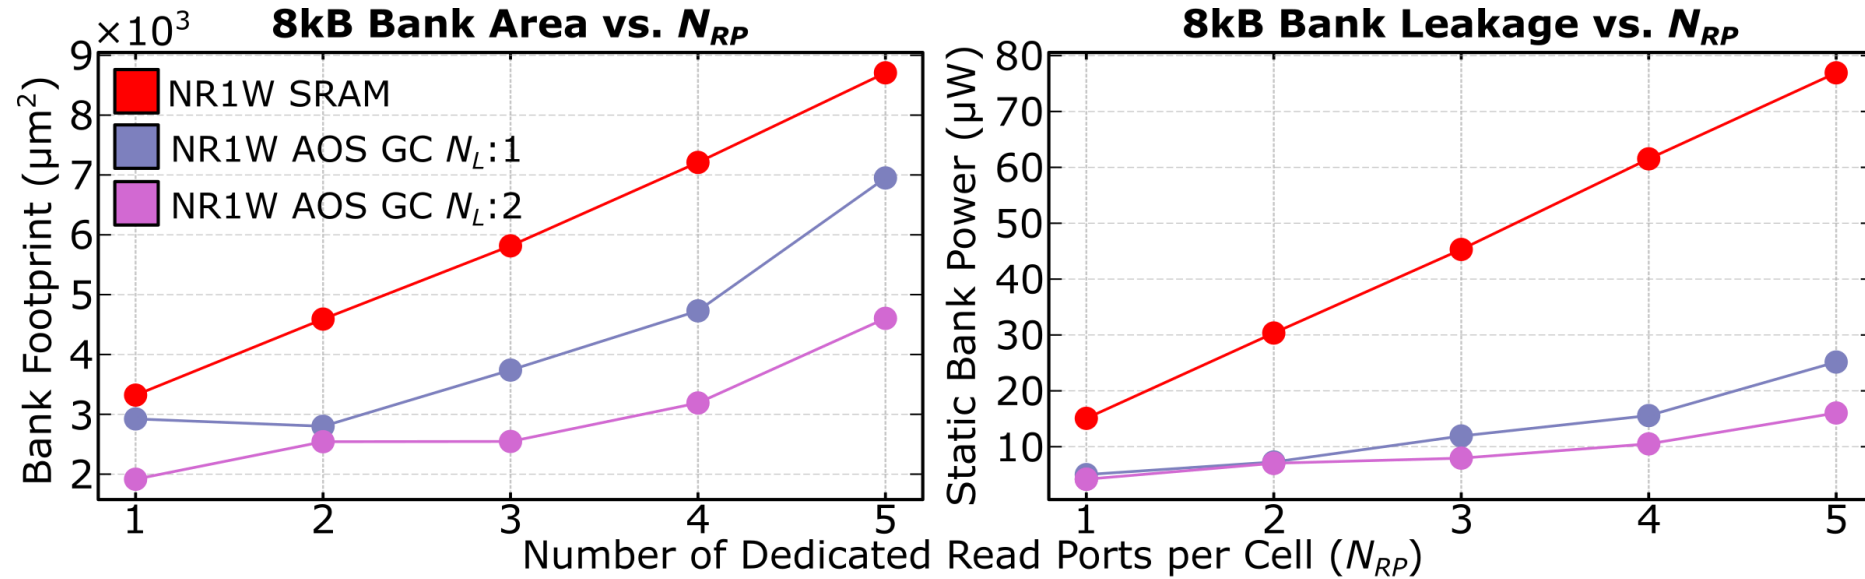 8kB Bank Area vs. N_RP
×10³
Bank Footprint (μm²)
9
8
7
6
5
4
3
2
NR1W SRAM
NR1W AOS GC N_L:1
NR1W AOS GC N_L:2
1 2 3 4 5
8kB Bank Leakage vs. N_RP
Static Bank Power (μW)
80
70
60
50
40
30
20
10
1 2 3 4 5
Number of Dedicated Read Ports per Cell (N_RP)